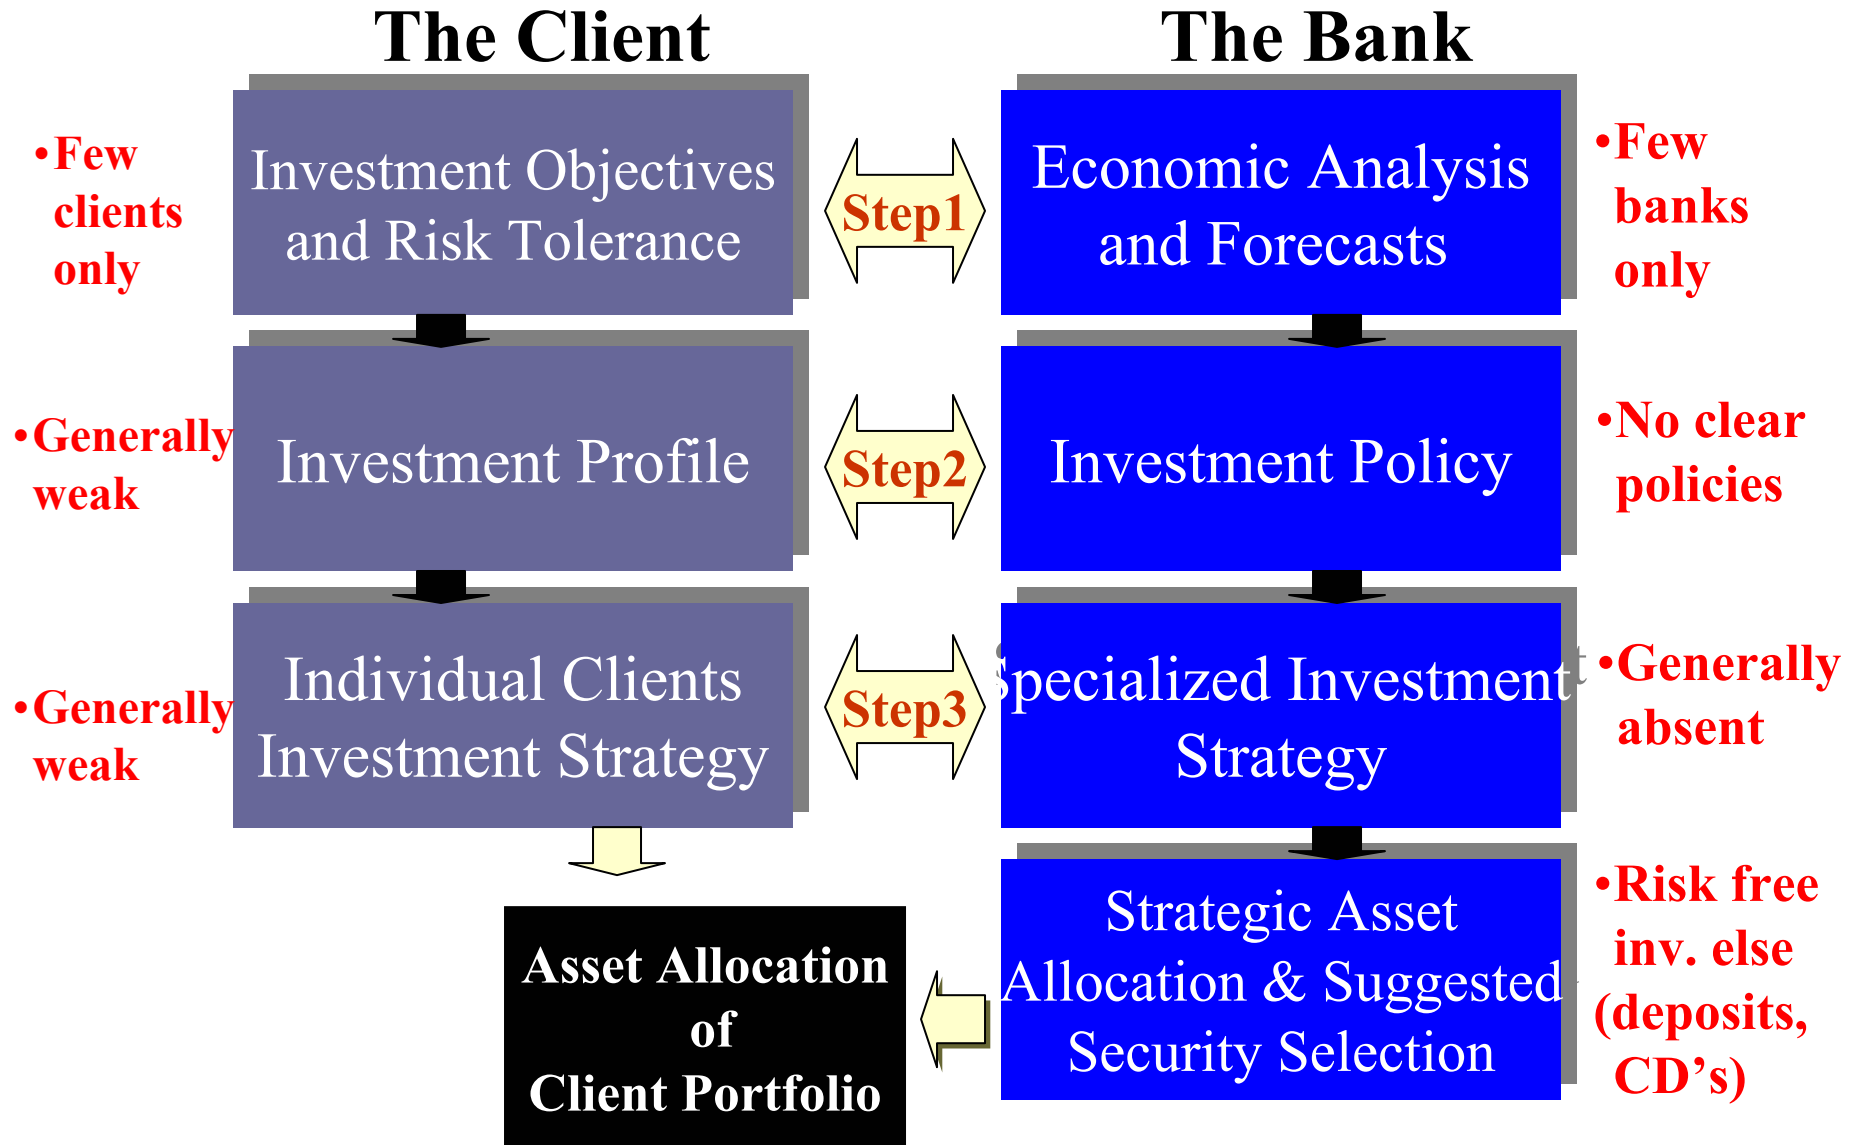 The Client
The Bank
•Few
clients
only
Investment Objectives
and Risk Tolerance
Step1
Economic Analysis
and Forecasts
•Few
banks
only
•Generally
weak
Investment Profile
Step2
Investment Policy
•No clear
policies
•Generally
weak
Individual Clients
Investment Strategy
Step3
Specialized Investment
Strategy
•Generally
absent
Asset Allocation
of
Client Portfolio
Strategic Asset
Allocation & Suggested
Security Selection
•Risk free
inv. else
(deposits,
CD’s)